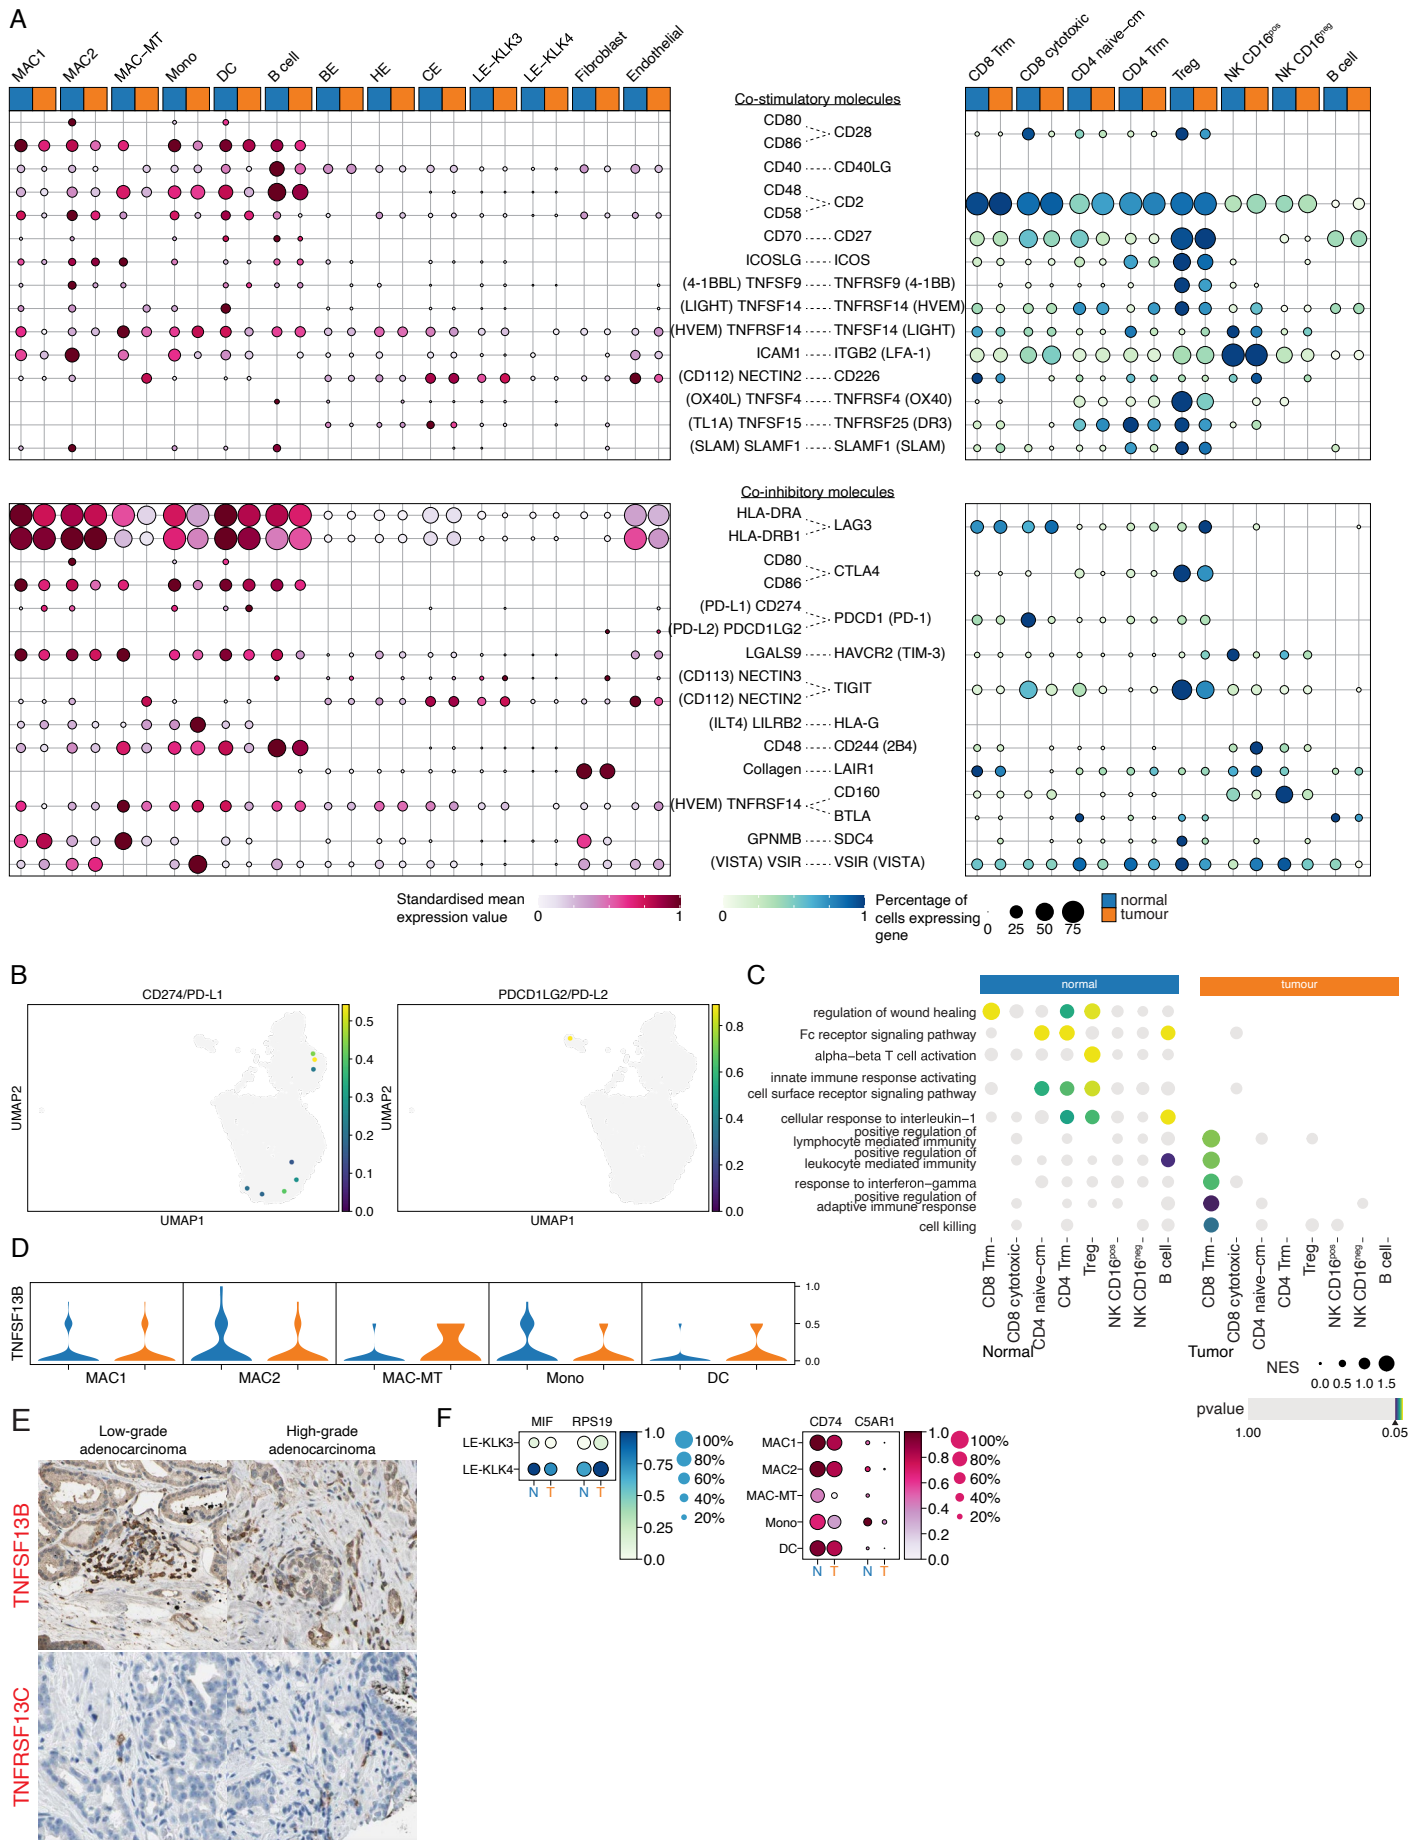 A
MAC1
MAC2
MAC–MT
Mono
DC
B cell
BE
HE
CE
LE–KLK3
LE–KLK4
Fibroblast
Endothelial
CD8 Trm
CD8 cytotoxic
CD4 naive–cm
CD4 Trm
Treg
NK CD16pos
NK CD16neg
B cell
Co-stimulatory molecules
CD80
CD28
CD86
CD40 CD40LG
CD48
CD2
CD58
CD70 CD27
ICOSLG ICOS
(4-1BBL) TNFSF9 TNFRSF9 (4-1BB)
(LIGHT) TNFSF14 TNFRSF14 (HVEM)
(HVEM) TNFRSF14 TNFSF14 (LIGHT)
ICAM1 ITGB2 (LFA-1)
(CD112) NECTIN2 CD226
(OX40L) TNFSF4 TNFRSF4 (OX40)
(TL1A) TNFSF15 TNFRSF25 (DR3)
(SLAM) SLAMF1 SLAMF1 (SLAM)
Co-inhibitory molecules
HLA-DRA
LAG3
HLA-DRB1
CD80
CTLA4
CD86
(PD-L1) CD274
PDCD1 (PD-1)
(PD-L2) PDCD1LG2
LGALS9 HAVCR2 (TIM-3)
(CD113) NECTIN3
TIGIT
(CD112) NECTIN2
(ILT4) LILRB2 HLA-G
CD48 CD244 (2B4)
Collagen LAIR1
CD160
(HVEM) TNFRSF14
BTLA
GPNMB SDC4
(VISTA) VSIR VSIR (VISTA)
Standardised mean
expression value
0 1
0 1
Percentage of
cells expressing
gene
0 25 50 75
normal
tumour
B
CD274/PD-L1
UMAP2
UMAP1
0.5
0.4
0.3
0.2
0.1
0.0
PDCD1LG2/PD-L2
UMAP2
UMAP1
0.8
0.6
0.4
0.2
0.0
C
normal
tumour
regulation of wound healing
Fc receptor signaling pathway
alpha–beta T cell activation
innate immune response activating
cell surface receptor signaling pathway
cellular response to interleukin–1
positive regulation of
lymphocyte mediated immunity
positive regulation of
leukocyte mediated immunity
response to interferon–gamma
positive regulation of
adaptive immune response
cell killing
CD8 Trm
CD8 cytotoxic
CD4 naive–cm
CD4 Trm
Treg
NK CD16pos
NK CD16neg
B cell
CD8 Trm
CD8 cytotoxic
CD4 naive–cm
CD4 Trm
Treg
NK CD16pos
NK CD16neg
B cell
Normal
Tumor
NES
0.0 0.5 1.0 1.5
pvalue
1.00 0.05
D
TNFSF13B
1.0
0.5
0.0
MAC1 MAC2 MAC-MT Mono DC
E
Low-grade
adenocarcinoma
High-grade
adenocarcinoma
TNFSF13B
TNFRSF13C
F
MIF RPS19
LE-KLK3
LE-KLK4
N T N T
1.0
0.75
0.5
0.25
0.0
100%
80%
60%
40%
20%
CD74 C5AR1
MAC1
MAC2
MAC-MT
Mono
DC
N T N T
1.0
0.8
0.6
0.4
0.2
0.0
100%
80%
60%
40%
20%